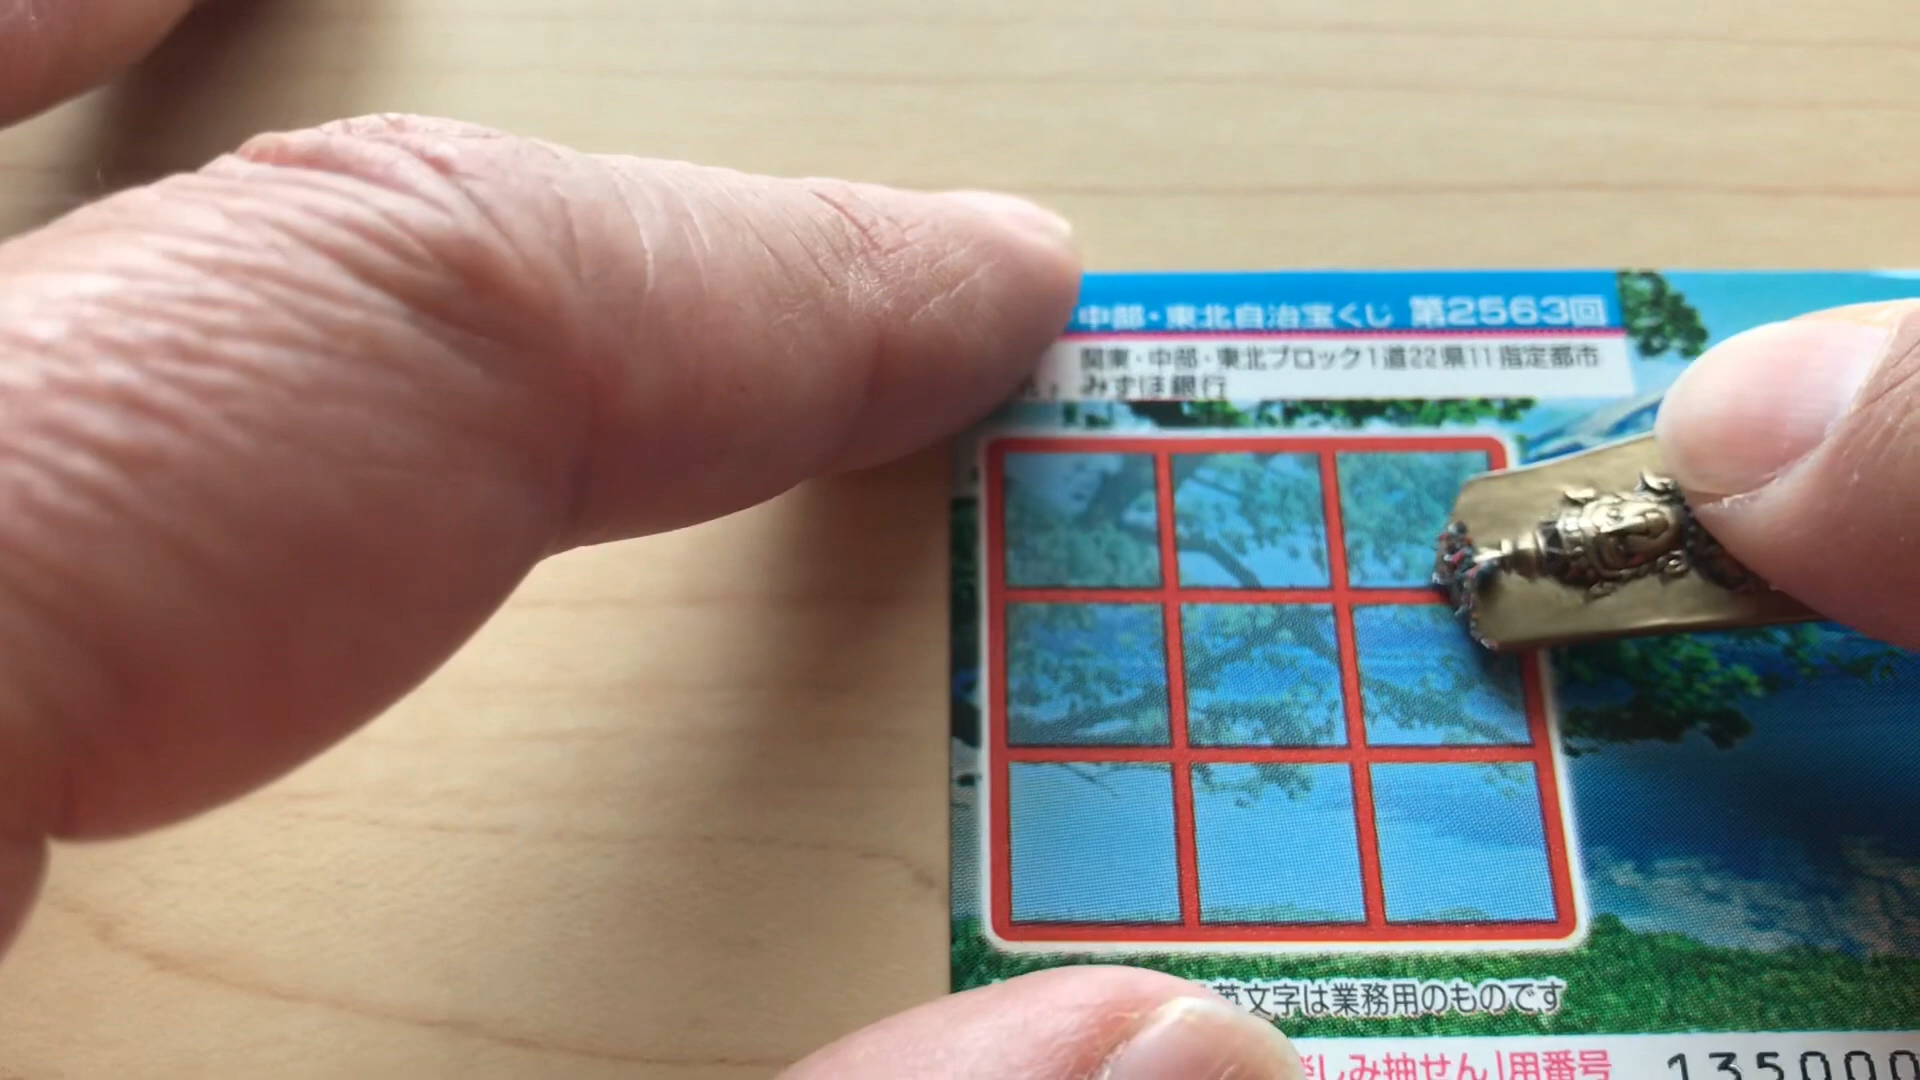 中部・東北自治宝くじ 第2563回
関東・中部・東北ブロック1道22県11指定都市
みずほ銀行
英文字は業務用のものです
しみ抽せん」用番号 135000